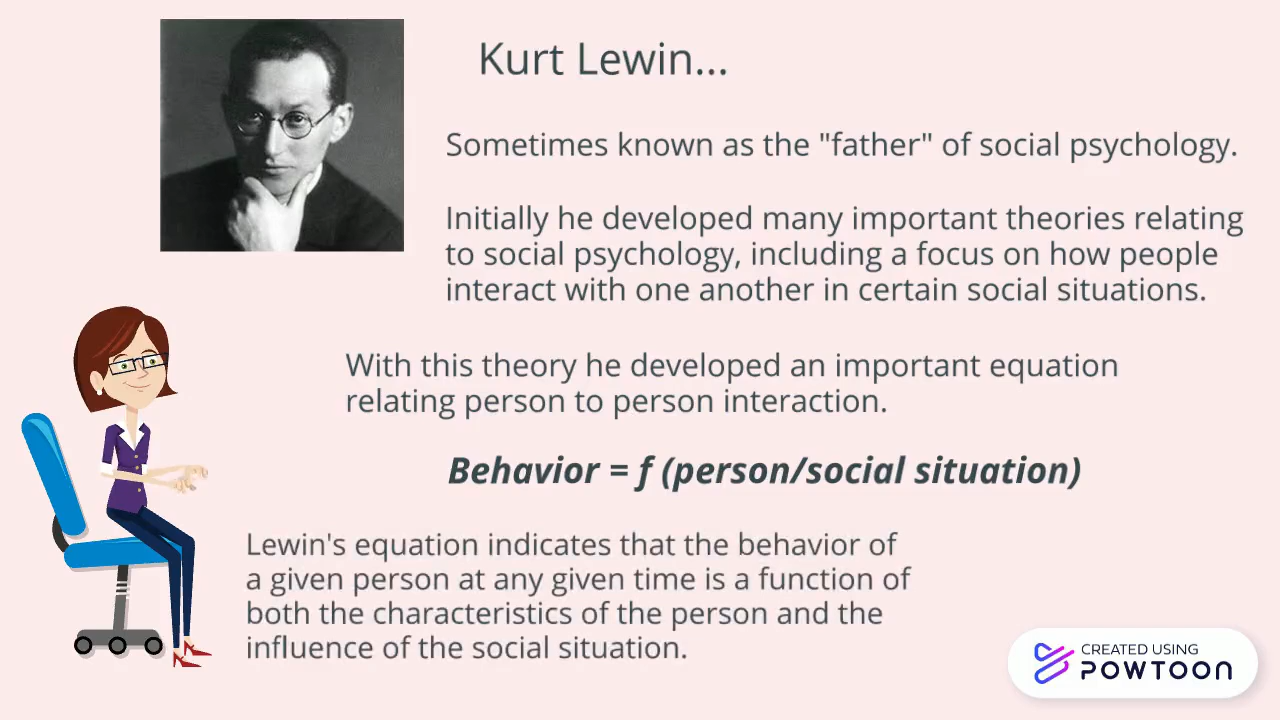 Kurt Lewin...
Sometimes known as the "father" of social psychology.
Initially he developed many important theories relating
to social psychology, including a focus on how people
interact with one another in certain social situations.
With this theory he developed an important equation
relating person to person interaction.
Behavior = f (person/social situation)
Lewin's equation indicates that the behavior of
a given person at any given time is a function of
both the characteristics of the person and the
influence of the social situation.
CREATED USING
POWTOON